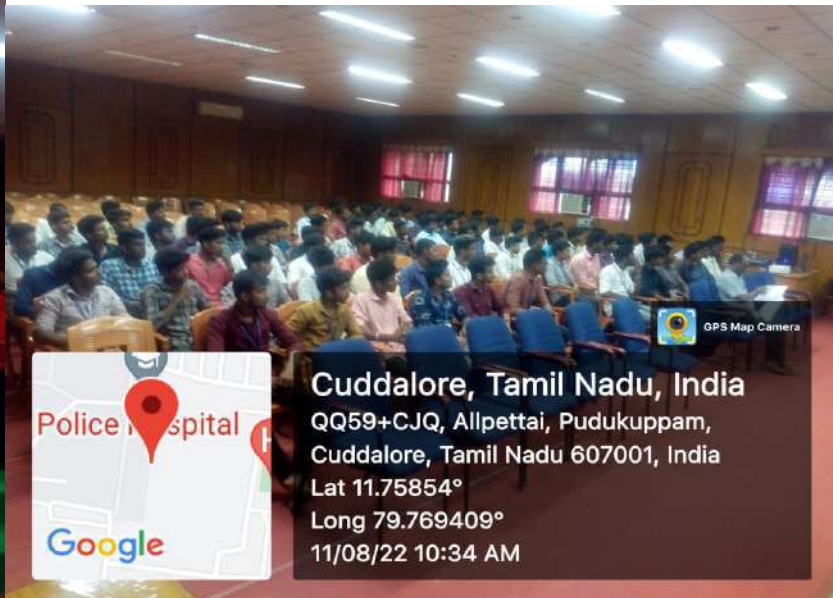 GPS Map Camera
Police Hospital
Google
Cuddalore, Tamil Nadu, India
QQ59+CJQ, Allpettai, Pudukuppam,
Cuddalore, Tamil Nadu 607001, India
Lat 11.75854°
Long 79.769409°
11/08/22 10:34 AM